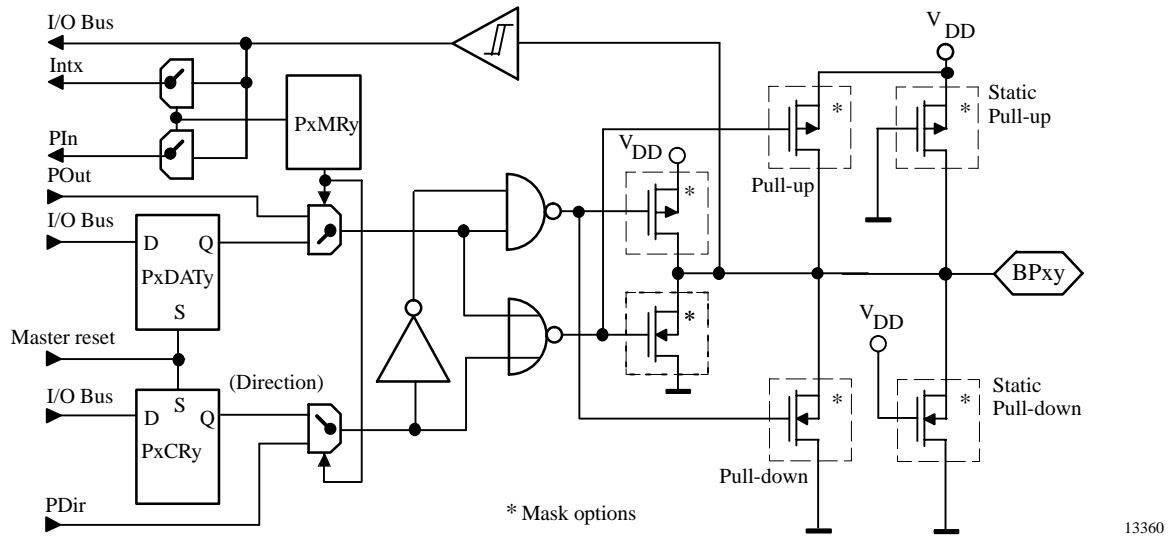 I/O Bus
Intx
PIn
POut
I/O Bus
D
Q
PxDATy
S
Master reset
I/O Bus
D
S
Q
PxCRy
(Direction)
PDir
PxMRy
V
DD
*
*
*
Pull-up
V
DD
*
Static
Pull-up
BPxy
*
Pull-down
V
DD
*
Static
Pull-down
* Mask options
13360